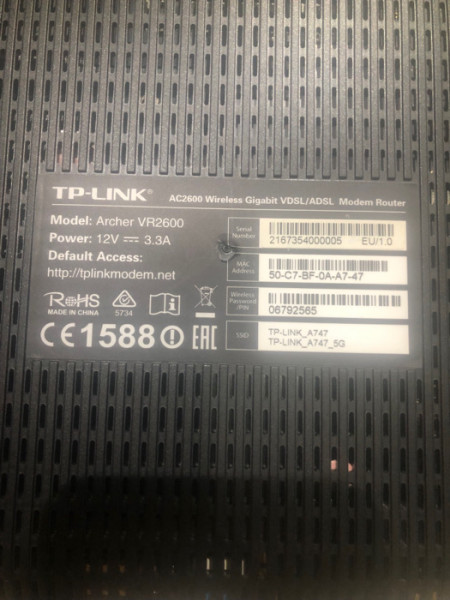 TP-LINK®
AC2600 Wireless Gigabit VDSL/ADSL Modem Router
Model: Archer VR2600
Power: 12V ⎓ 3.3A
Default Access:
http://tplinkmodem.net
RoHS
MADE IN CHINA
5734
CE1588
EAC
Serial Number
2167354000005 EU/1.0
MAC Address
50-C7-BF-0A-A7-47
Wireless Password /PIN
06792565
SSID
TP-LINK_A747
TP-LINK_A747_5G